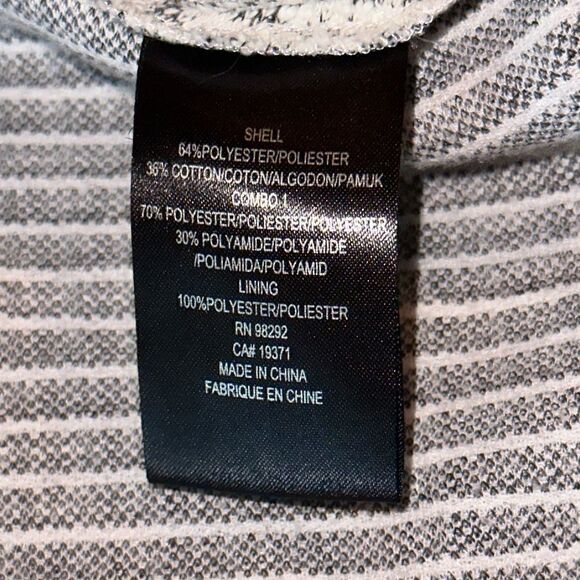 SHELL
64%POLYESTER/POLIESTER
36% COTTON/COTON/ALGODON/PAMUK
COMBO 1
70% POLYESTER/POLIESTER/POLYESTER
30% POLYAMIDE/POLYAMIDE
/POLIAMIDA/POLYAMID
LINING
100%POLYESTER/POLIESTER
RN 98292
CA# 19371
MADE IN CHINA
FABRIQUE EN CHINE